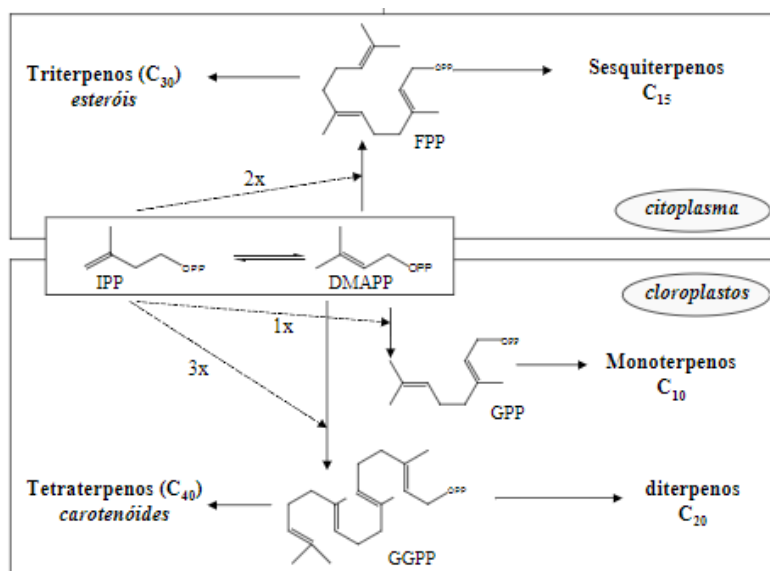 OPP
Triterpenos (C30)
esteróis
Sesquiterpenos
C15
FPP
2x
citoplasma
OPP
OPP
IPP
DMAPP
cloroplastos
1x
3x
OPP
Monoterpenos
C10
GPP
Tetraterpenos (C40)
carotenóides
OPP
diterpenos
C20
GGPP